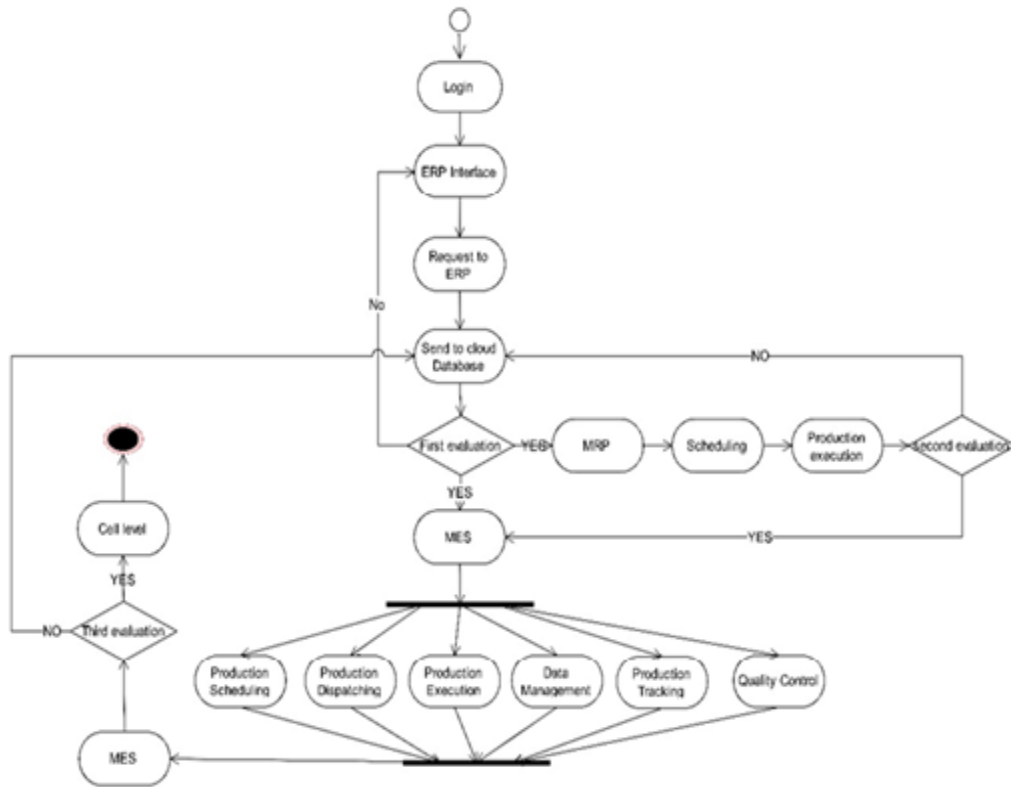 Login
ERP Interface
Request to
ERP
No
Send to cloud
Database
NO
First evaluation
YES
MRP
Scheduling
Production
execution
second evaluation
YES
MES
YES
Cell level
YES
NO
Third evaluation
Production
Scheduling
Production
Dispatching
Production
Execution
Data
Management
Production
Tracking
Quality Control
MES